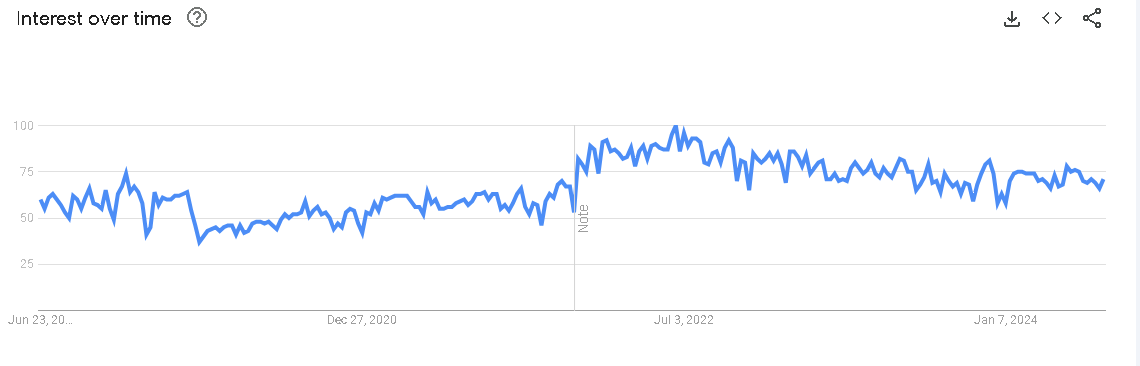 Interest over time
100
75
50
25
Note
Jun 23, 20...
Dec 27, 2020
Jul 3, 2022
Jan 7, 2024